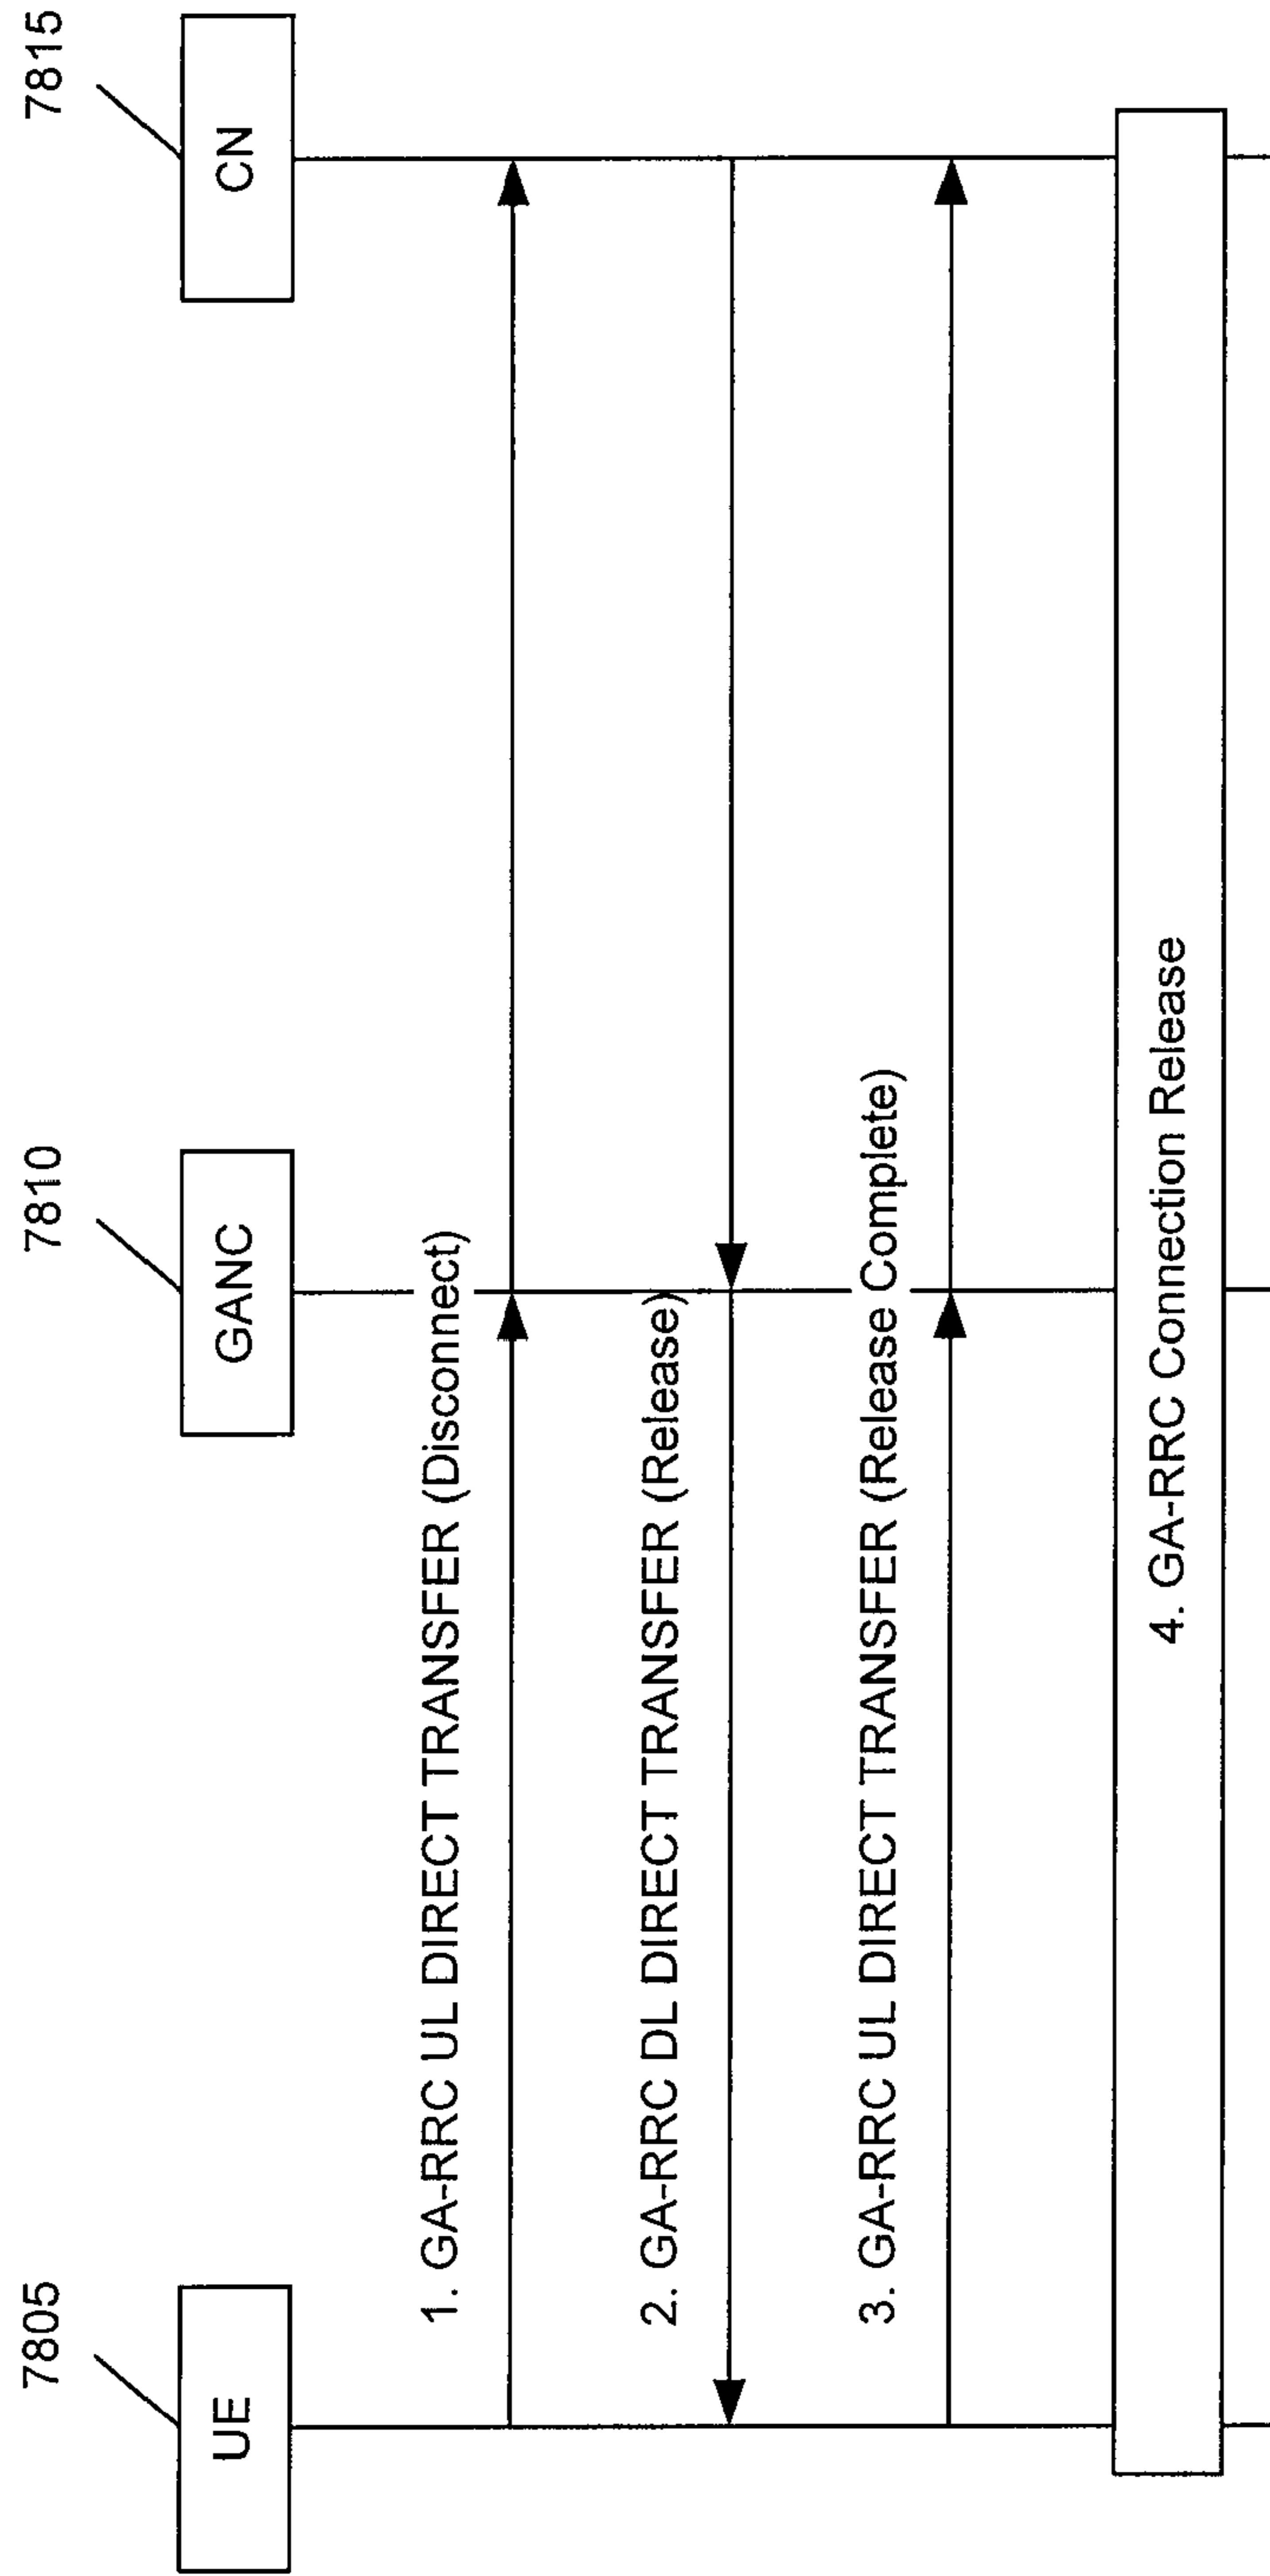 7805
7810
7815
UE
GANC
CN
1. GA-RRC UL DIRECT TRANSFER (Disconnect)
2. GA-RRC DL DIRECT TRANSFER (Release)
3. GA-RRC UL DIRECT TRANSFER (Release Complete)
4. GA-RRC Connection Release